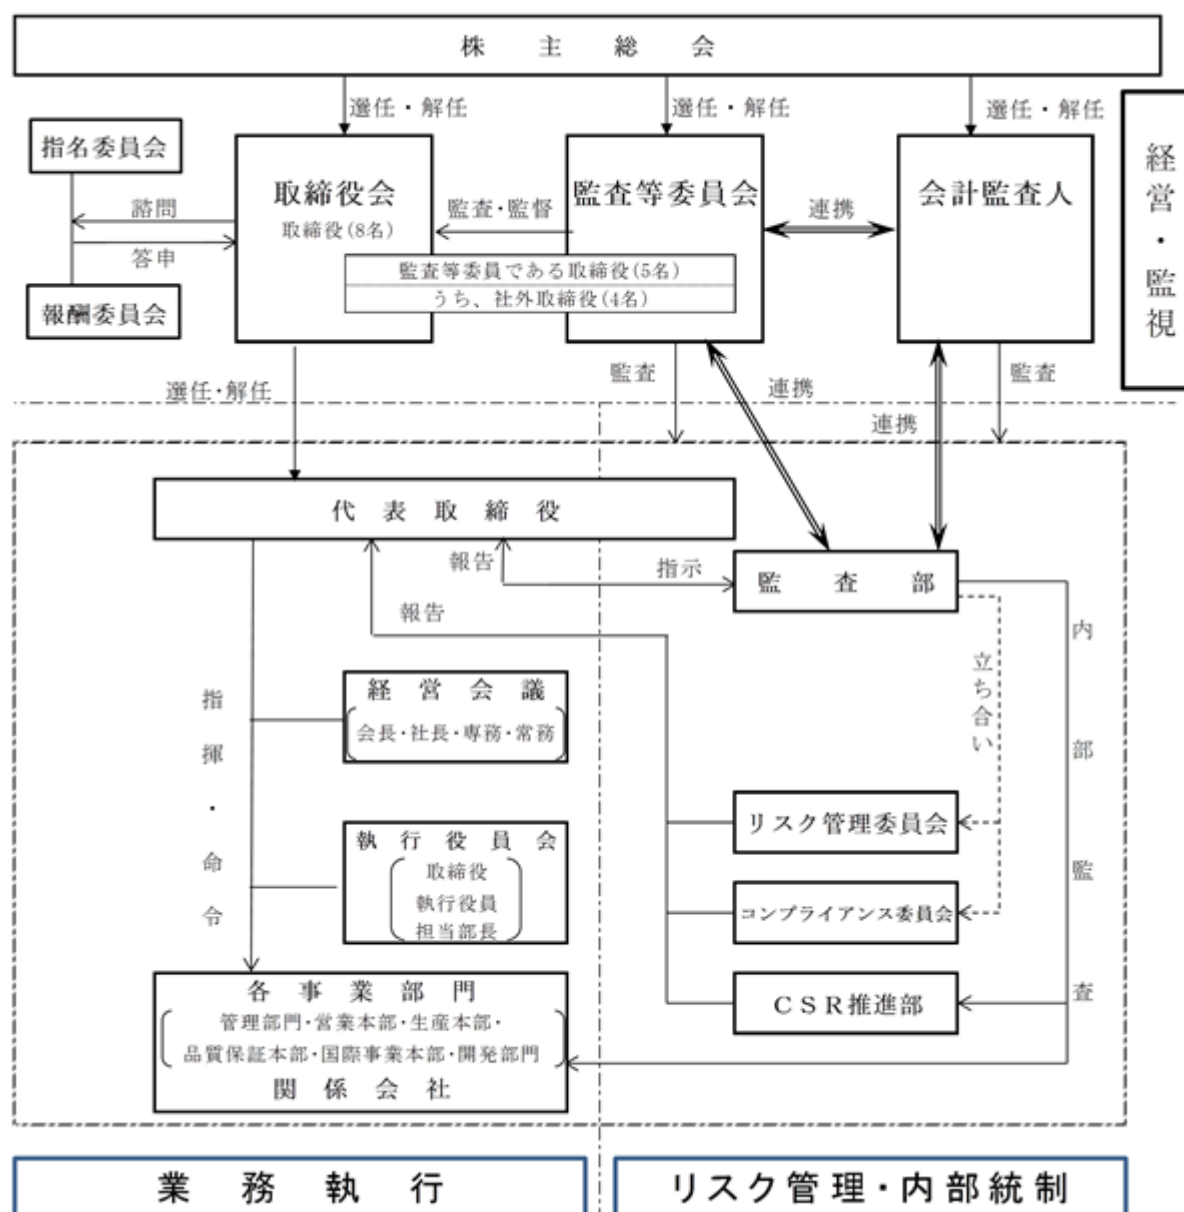 株主総会
選任・解任
選任・解任
選任・解任
経営・監視
指名委員会
諮問
答申
報酬委員会
取締役会
取締役(8名)
監査・監督
監査等委員会
連携
会計監査人
監査等委員である取締役(5名)
うち、社外取締役(4名)
選任・解任
監査
連携
連携
監査
代表取締役
報告
指示
報告
監査部
立ち合い
内部監査
指揮・命令
経営会議
会長・社長・専務・常務
執行役員会
取締役
執行役員
担当部長
リスク管理委員会
コンプライアンス委員会
CSR推進部
各事業部門
管理部門・営業本部・生産本部・
品質保証本部・国際事業本部・開発部門
関係会社
業務執行
リスク管理・内部統制